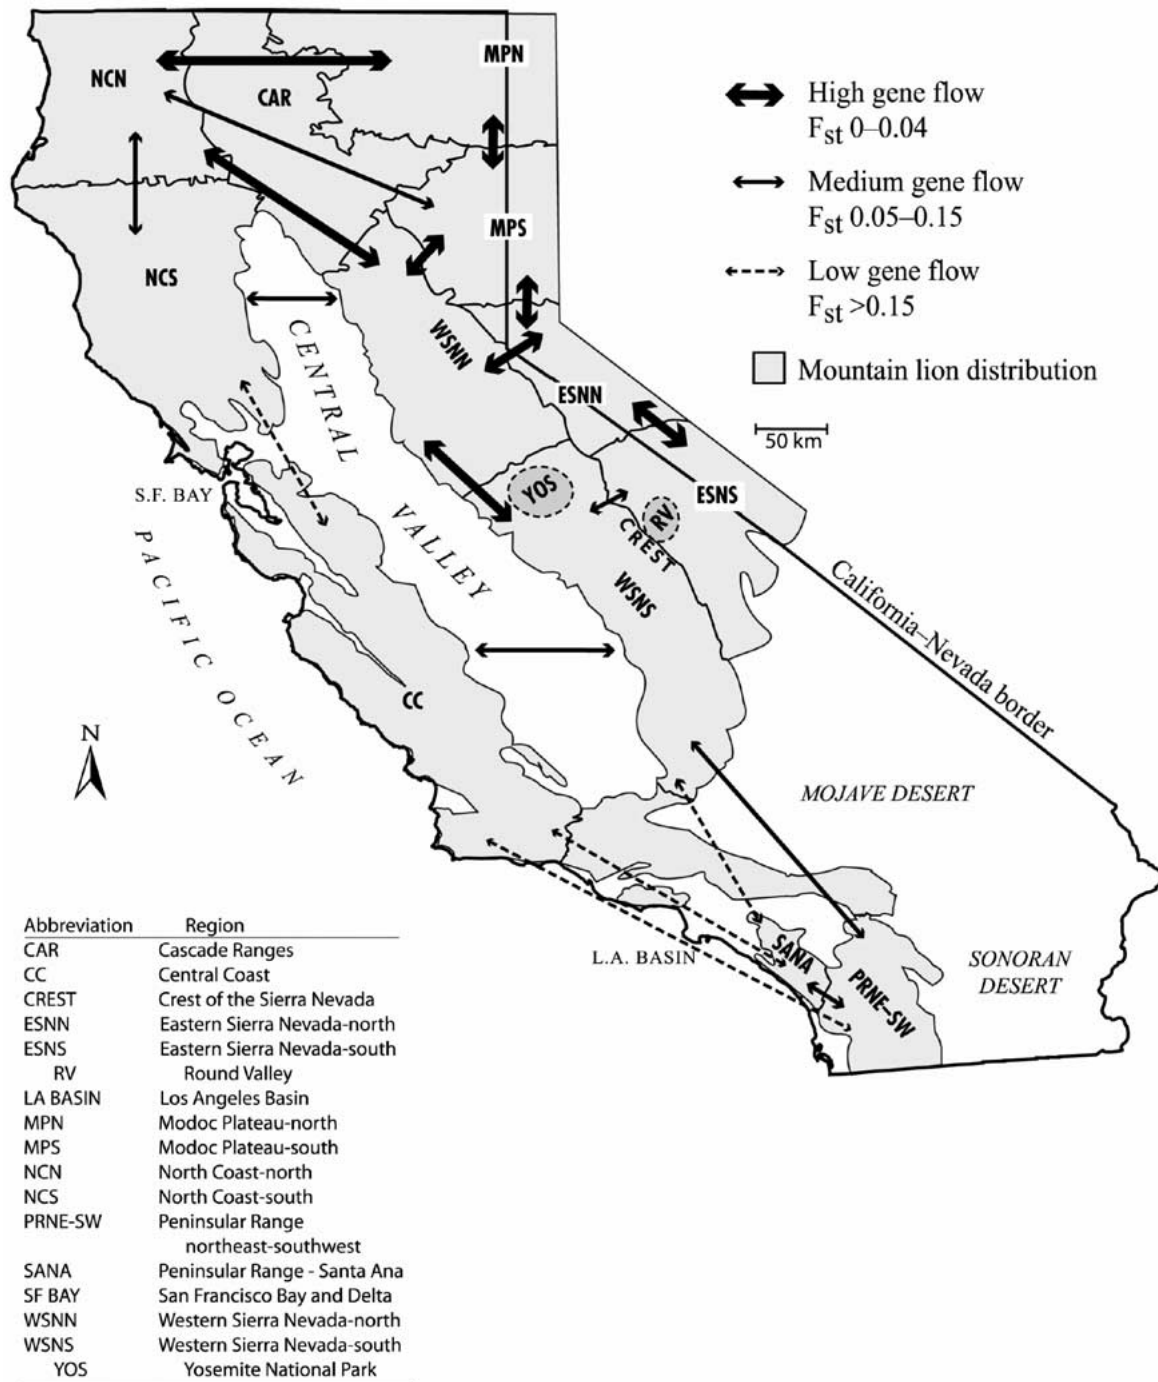 NCN
CAR
MPN
High gene flow
Fst 0–0.04
Medium gene flow
Fst 0.05–0.15
Low gene flow
Fst >0.15
Mountain lion distribution
50 km
NCS
MPS
WSNN
ESNN
ESNS
YOS
RV
CREST
WSNS
CENTRAL
VALLEY
S.F. BAY
PACIFIC OCEAN
CC
N
California–Nevada border
MOJAVE DESERT
SONORAN
DESERT
L.A. BASIN
SANA
PRNE–SW
Abbreviation Region
CAR Cascade Ranges
CC Central Coast
CREST Crest of the Sierra Nevada
ESNN Eastern Sierra Nevada-north
ESNS Eastern Sierra Nevada-south
RV Round Valley
LA BASIN Los Angeles Basin
MPN Modoc Plateau-north
MPS Modoc Plateau-south
NCN North Coast-north
NCS North Coast-south
PRNE-SW Peninsular Range
northeast-southwest
SANA Peninsular Range - Santa Ana
SF BAY San Francisco Bay and Delta
WSNN Western Sierra Nevada-north
WSNS Western Sierra Nevada-south
YOS Yosemite National Park